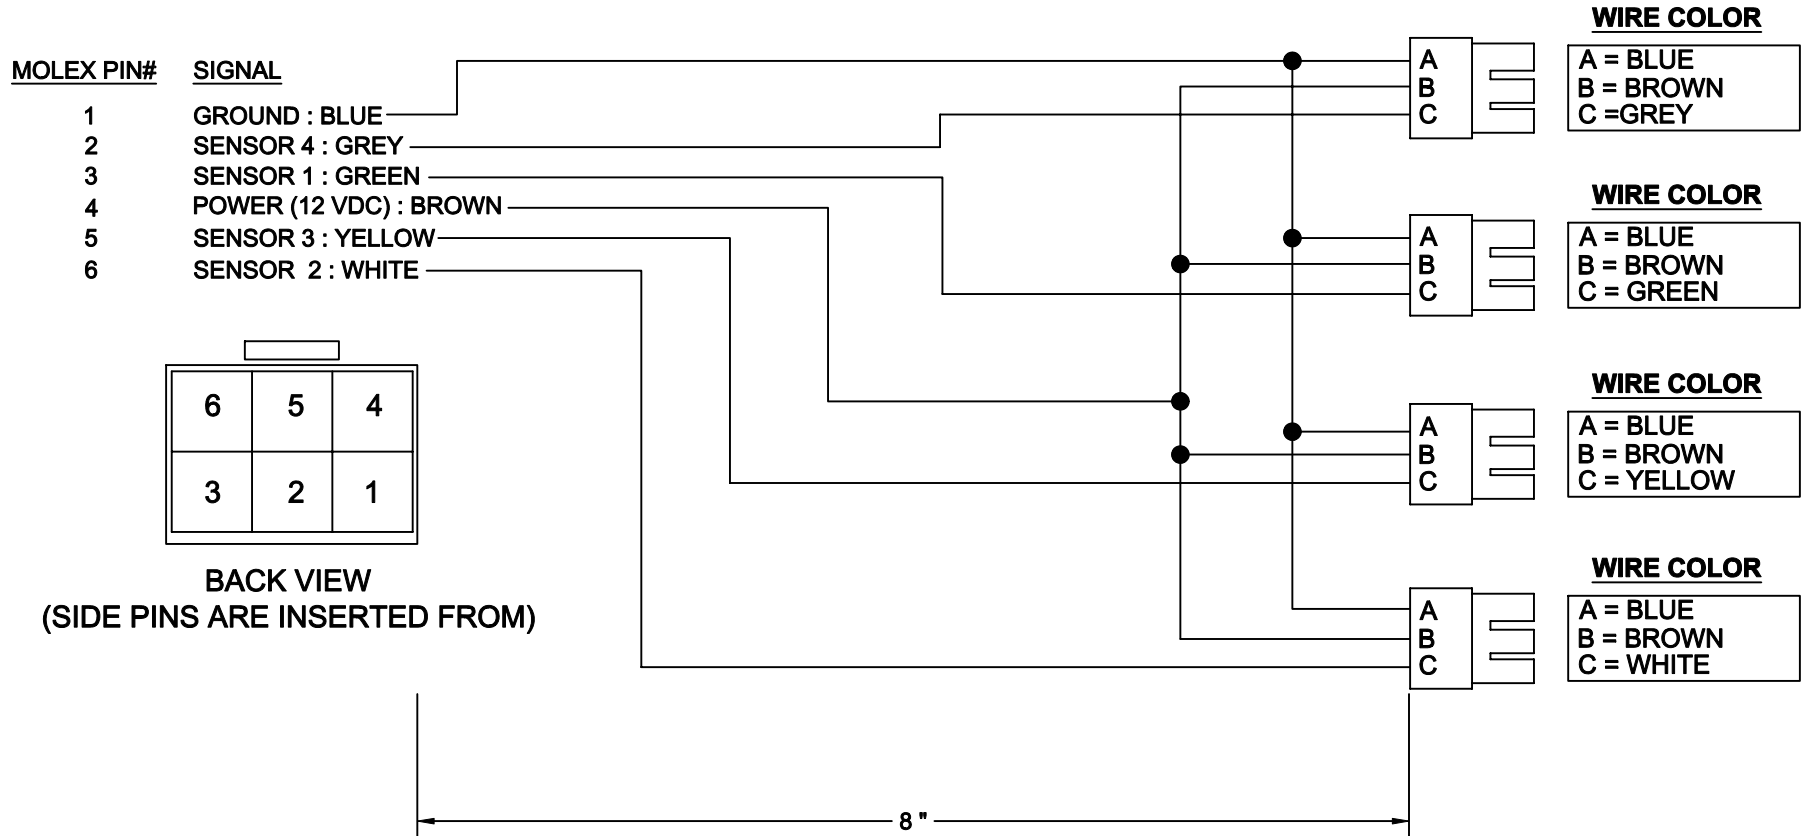 MOLEX PIN# SIGNAL
1 GROUND : BLUE
2 SENSOR 4 : GREY
3 SENSOR 1 : GREEN
4 POWER (12 VDC) : BROWN
5 SENSOR 3 : YELLOW
6 SENSOR 2 : WHITE
6 5 4
3 2 1
BACK VIEW
(SIDE PINS ARE INSERTED FROM)
A
B
C
WIRE COLOR
A = BLUE
B = BROWN
C =GREY
A
B
C
WIRE COLOR
A = BLUE
B = BROWN
C = GREEN
A
B
C
WIRE COLOR
A = BLUE
B = BROWN
C = YELLOW
A
B
C
WIRE COLOR
A = BLUE
B = BROWN
C = WHITE
8 "